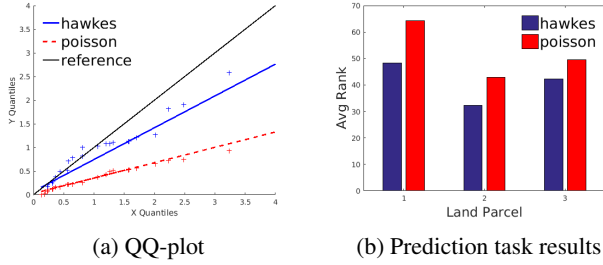 hawkes
poisson
reference
Y Quantiles
4
3.5
3
2.5
2
1.5
1
0.5
0
0 0.5 1 1.5 2 2.5 3 3.5 4
X Quantiles
(a) QQ-plot
hawkes
poisson
Avg Rank
70
60
50
40
30
20
10
0
1 2 3
Land Parcel
(b) Prediction task results